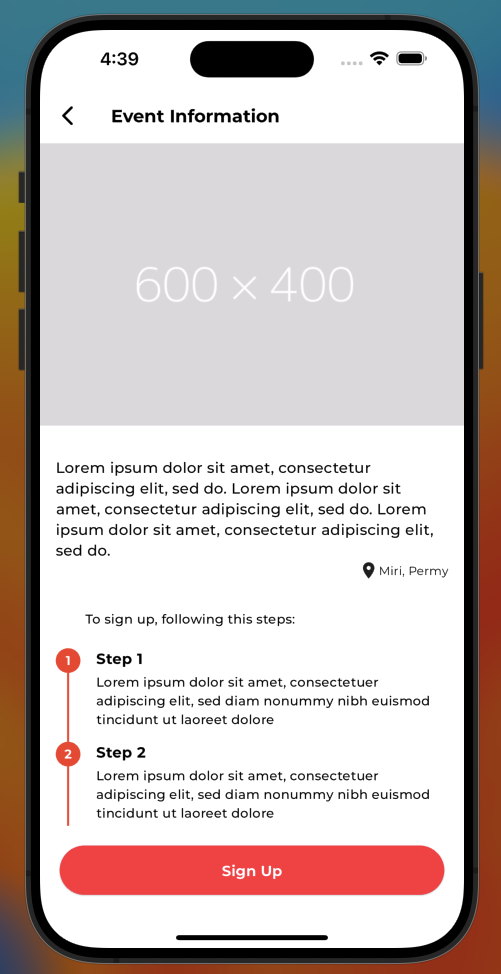 4:39
Event Information
600 × 400
Lorem ipsum dolor sit amet, consectetur
adipiscing elit, sed do. Lorem ipsum dolor sit
amet, consectetur adipiscing elit, sed do. Lorem
ipsum dolor sit amet, consectetur adipiscing elit,
sed do.
Miri, Permy
To sign up, following this steps:
1 Step 1
Lorem ipsum dolor sit amet, consectetuer
adipiscing elit, sed diam nonummy nibh euismod
tincidunt ut laoreet dolore
2 Step 2
Lorem ipsum dolor sit amet, consectetuer
adipiscing elit, sed diam nonummy nibh euismod
tincidunt ut laoreet dolore
Sign Up